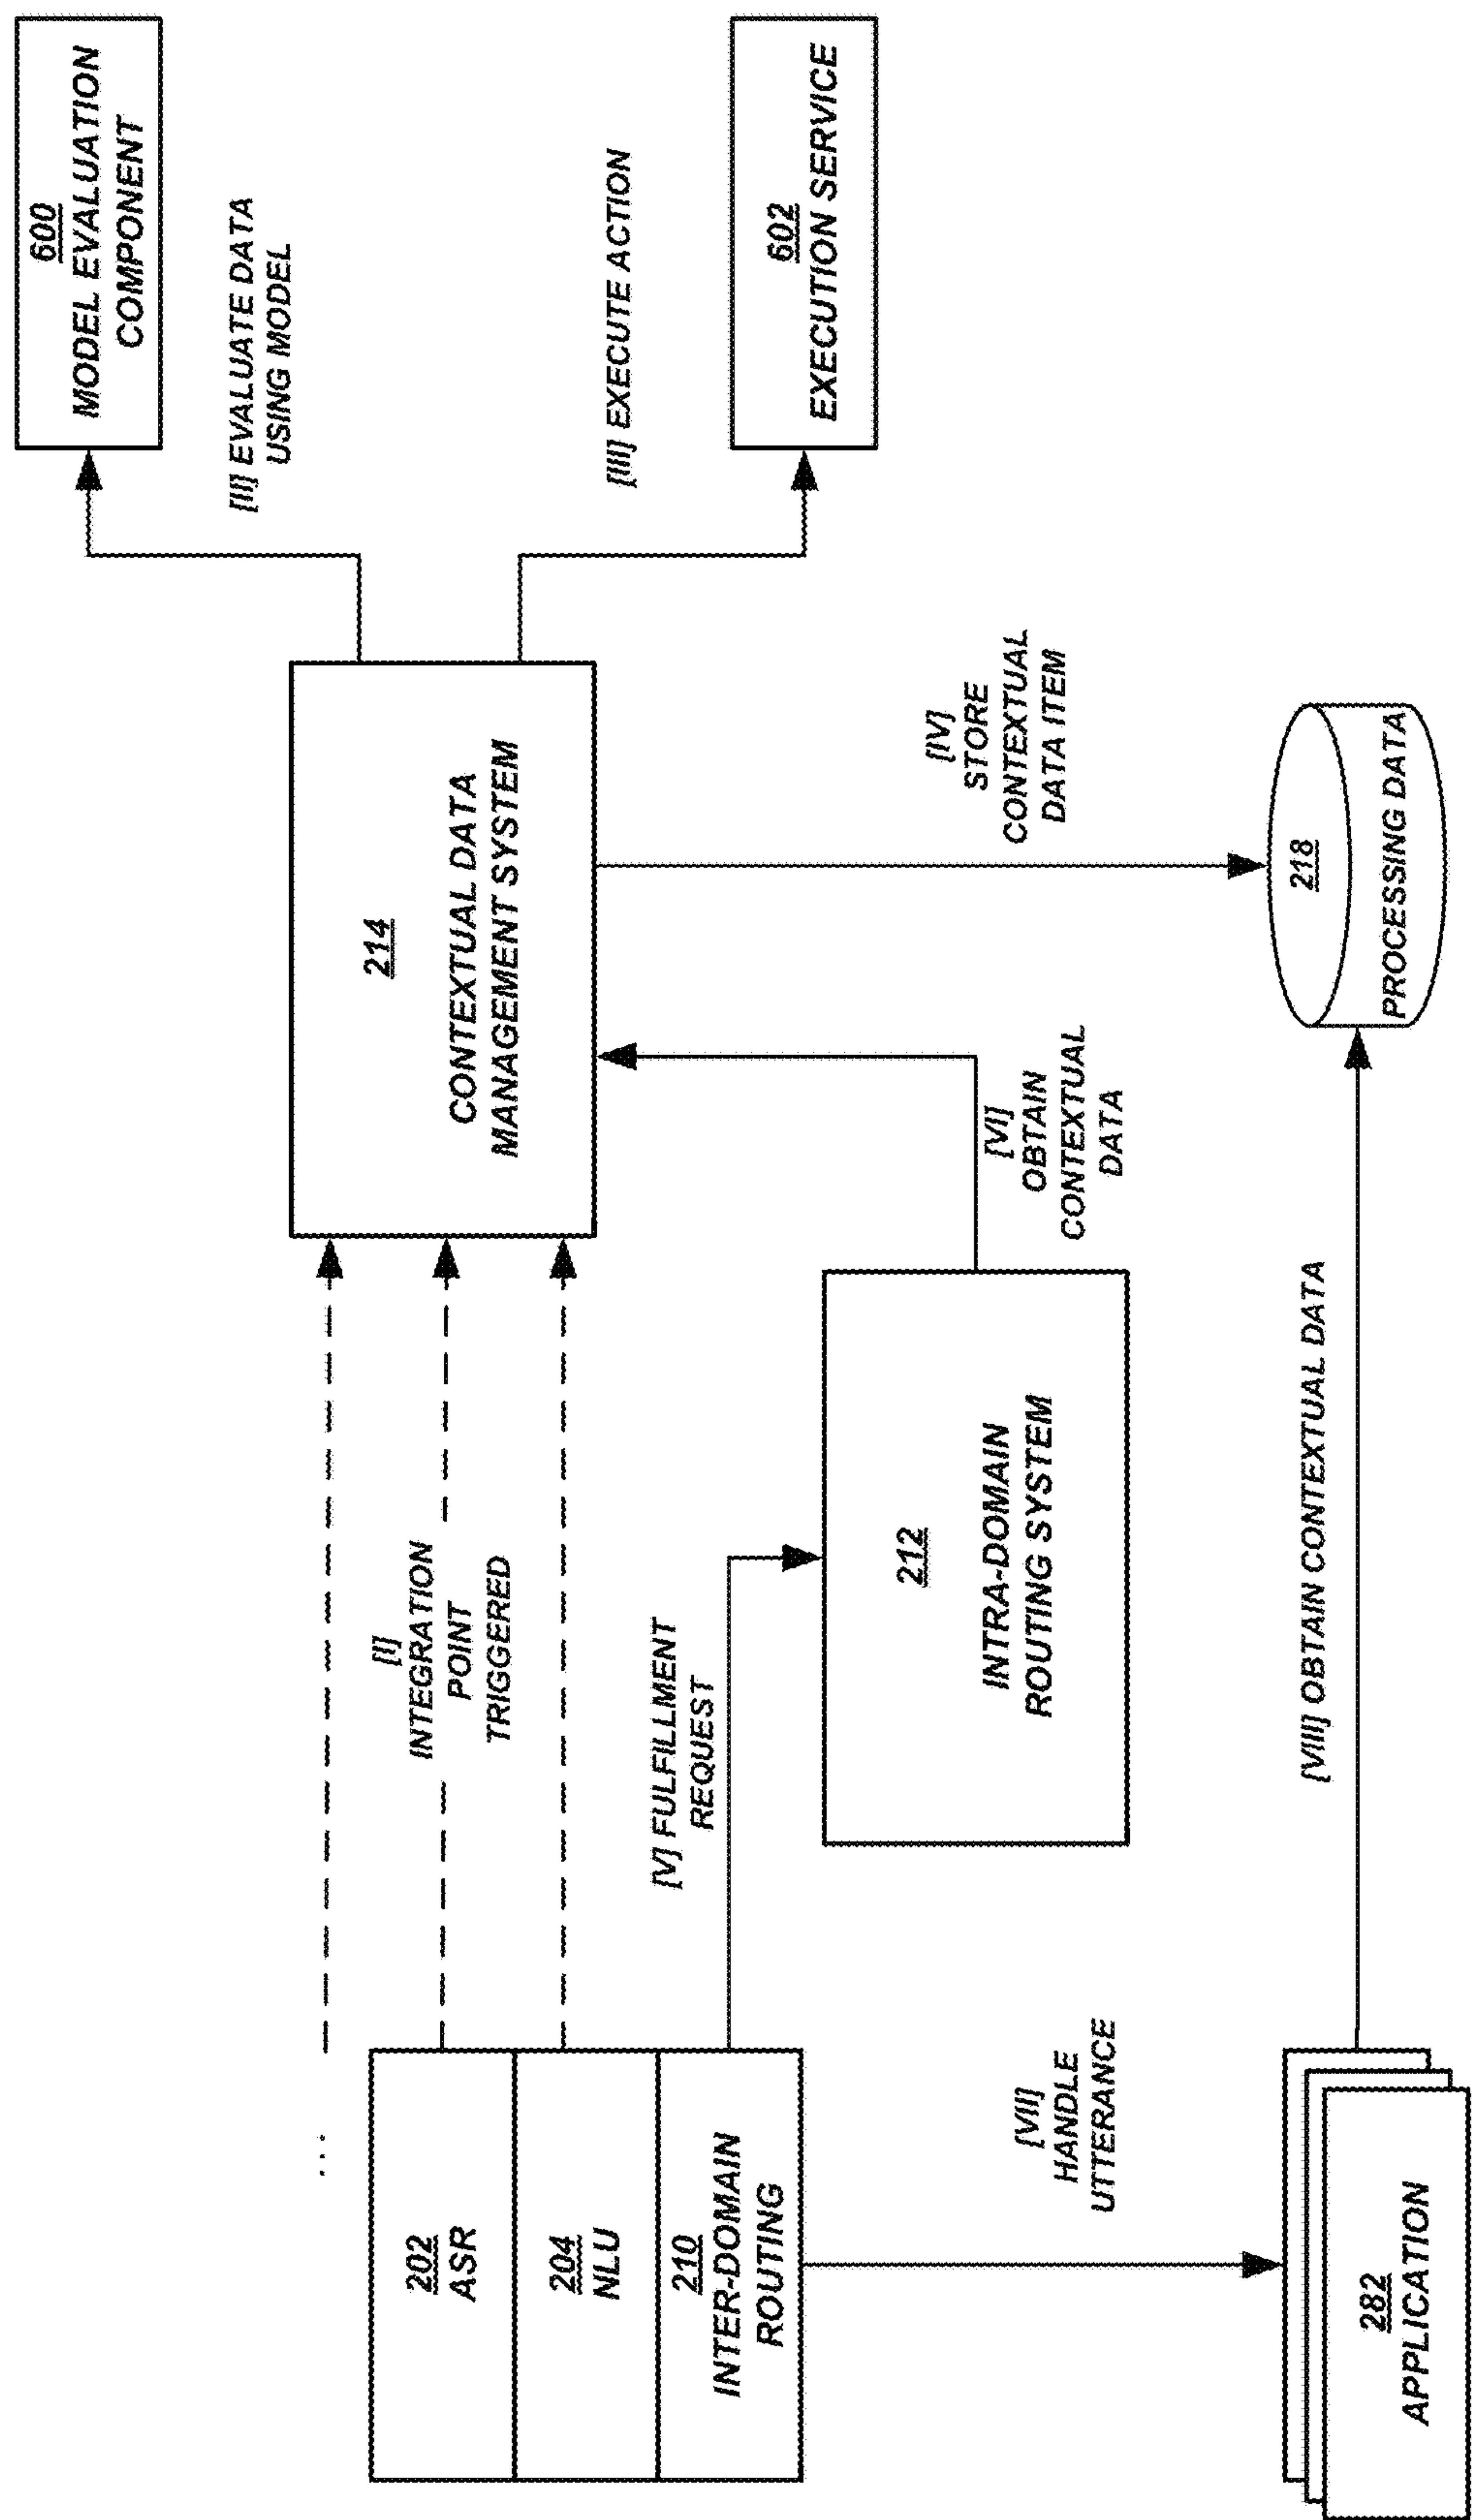 600
MODEL EVALUATION
COMPONENT
[II] EVALUATE DATA
USING MODEL
[III] EXECUTE ACTION
602
EXECUTION SERVICE
214
CONTEXTUAL DATA
MANAGEMENT SYSTEM
[IV]
STORE
CONTEXTUAL
DATA ITEM
218
PROCESSING DATA
[I]
INTEGRATION
POINT
TRIGGERED
[V] FULFILLMENT
REQUEST
212
INTRA-DOMAIN
ROUTING SYSTEM
[VI]
OBTAIN
CONTEXTUAL
DATA
...
202
ASR
204
NLU
210
INTER-DOMAIN
ROUTING
[VII]
HANDLE
UTTERANCE
[VIII] OBTAIN CONTEXTUAL DATA
282
APPLICATION